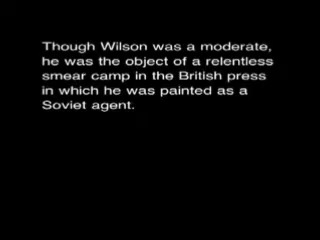 Though Wilson was a moderate,
he was the object of a relentless
smear camp in the British press
in which he was painted as a
Soviet agent.